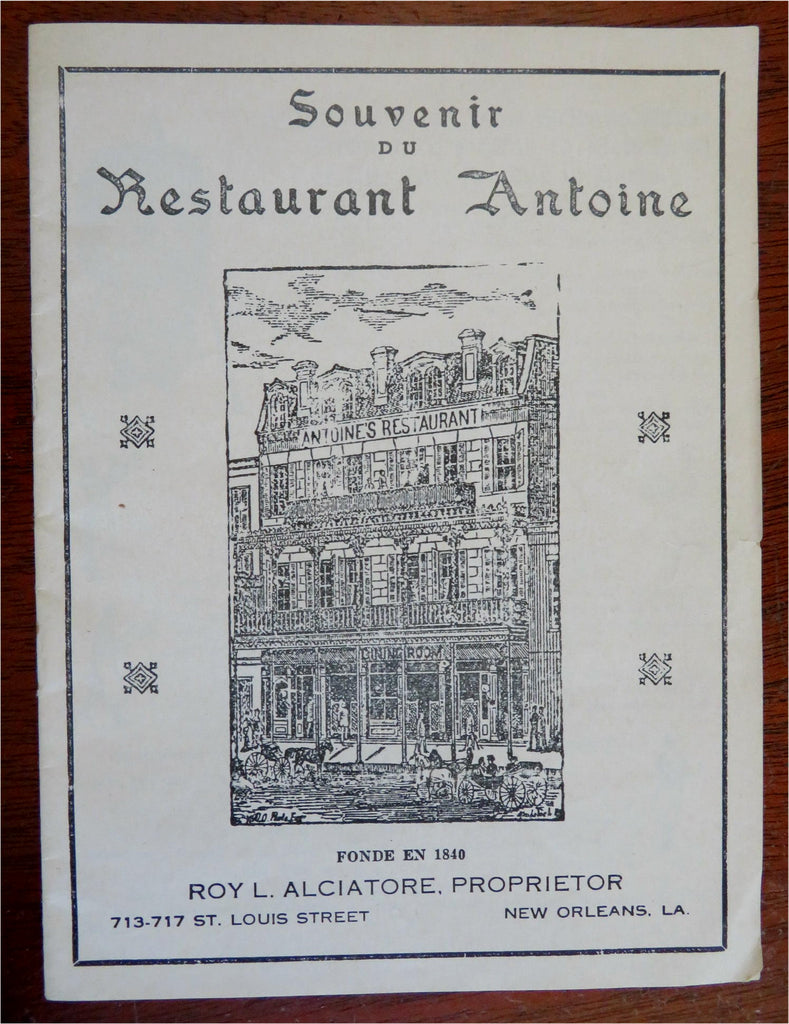 Souvenir
DU
Restaurant Antoine
ANTOINE'S RESTAURANT
DINING ROOM
FONDE EN 1840
ROY L. ALCIATORE, PROPRIETOR
713-717 ST. LOUIS STREET NEW ORLEANS, LA.